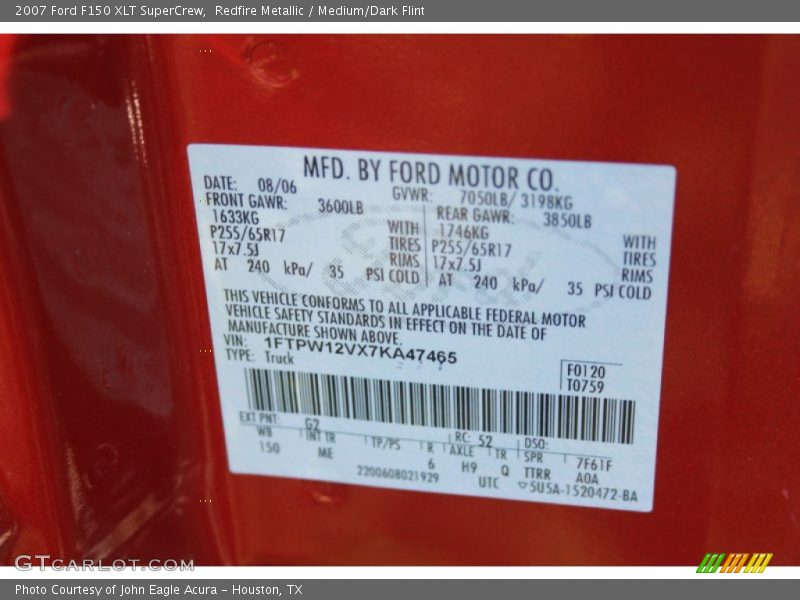 2007 Ford F150 XLT SuperCrew, Redfire Metallic / Medium/Dark Flint
MFD. BY FORD MOTOR CO.
DATE: 08/06 GVWR: 7050LB/ 3198KG
FRONT GAWR: 3600LB REAR GAWR: 3850LB
1633KG WITH 1746KG WITH
P255/65R17 TIRES P255/65R17 TIRES
17x7.5J RIMS 17x7.5J RIMS
AT 240 kPa/ 35 PSI COLD AT 240 kPa/ 35 PSI COLD
Ford
THIS VEHICLE CONFORMS TO ALL APPLICABLE FEDERAL MOTOR
VEHICLE SAFETY STANDARDS IN EFFECT ON THE DATE OF
MANUFACTURE SHOWN ABOVE.
VIN: 1FTPW12VX7KA47465
TYPE: Truck
F0120
T0759
EXT PNT: G2 RC: 52 DSO:
WB INT TR TP/PS R AXLE TR SPR 7F61F
150 ME 6 H9 Q TTRR A0A
2200608021929 UTC ▽5U5A-1520472-BA
GTCARLOT.COM
Photo Courtesy of John Eagle Acura – Houston, TX